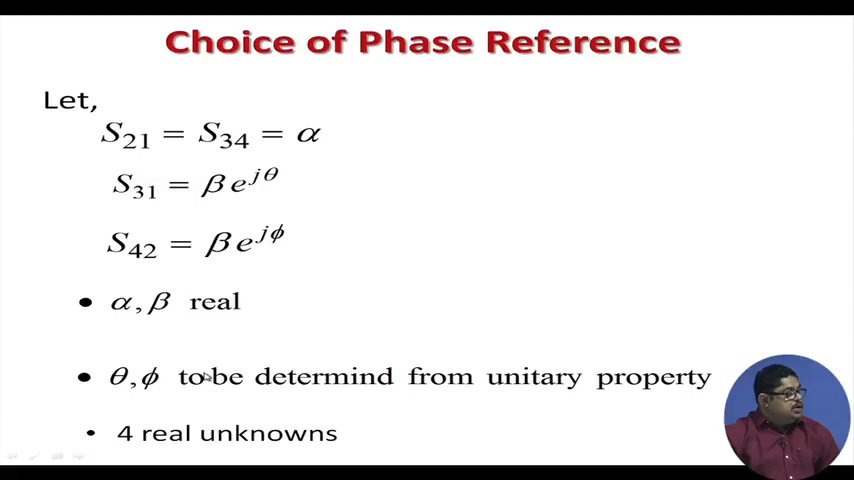 Choice of Phase Reference
Let,
S₂₁ = S₃₄ = α
S₃₁ = β e^{jθ}
S₄₂ = β e^{jϕ}
• α, β real
• θ, ϕ to be determind from unitary property
• 4 real unknowns